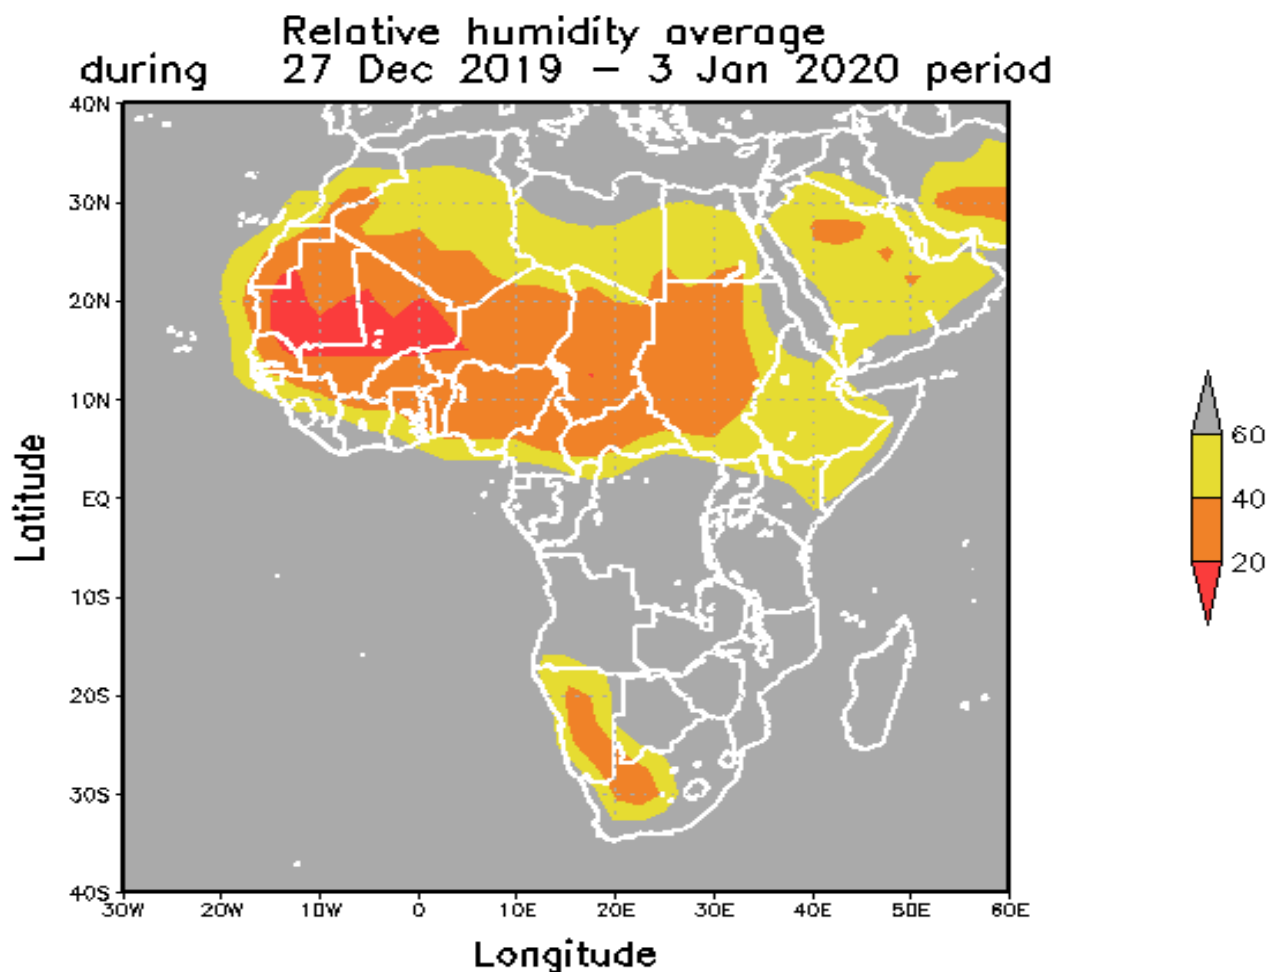 Relative humidity average
during 27 Dec 2019 – 3 Jan 2020 period
40N
30N
20N
10N
EQ
10S
20S
30S
40S
Latitude
30W 20W 10W 0 10E 20E 30E 40E 50E 60E
Longitude
60
40
20